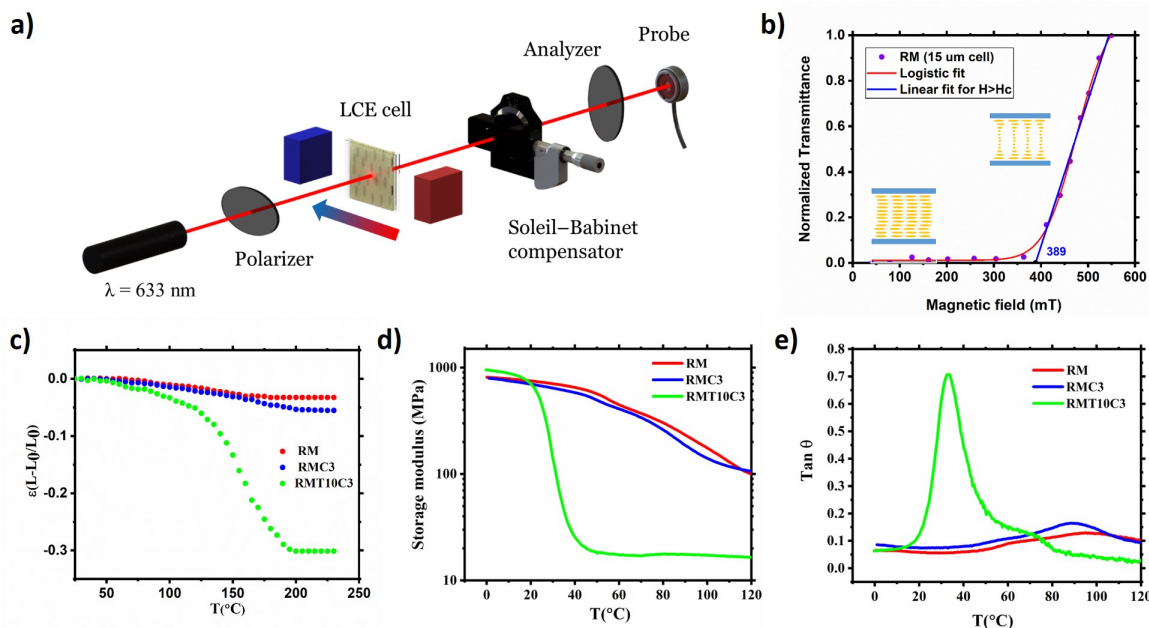 a)
Probe
Analyzer
LCE cell
Soleil–Babinet
compensator
Polarizer
λ = 633 nm
b)
Normalized Transmittance
1.0
0.8
0.6
0.4
0.2
0.0
RM (15 um cell)
Logistic fit
Linear fit for H>Hc
389
0 100 200 300 400 500 600
Magnetic field (mT)
c)
ε(L-L0/L0)
0.0
-0.1
-0.2
-0.3
RM
RMC3
RMT10C3
50 100 150 200 250
T(°C)
d)
Storage modulus (MPa)
1000
100
10
RM
RMC3
RMT10C3
0 20 40 60 80 100 120
T(°C)
e)
Tan θ
0.8
0.7
0.6
0.5
0.4
0.3
0.2
0.1
0.0
RM
RMC3
RMT10C3
0 20 40 60 80 100 120
T(°C)